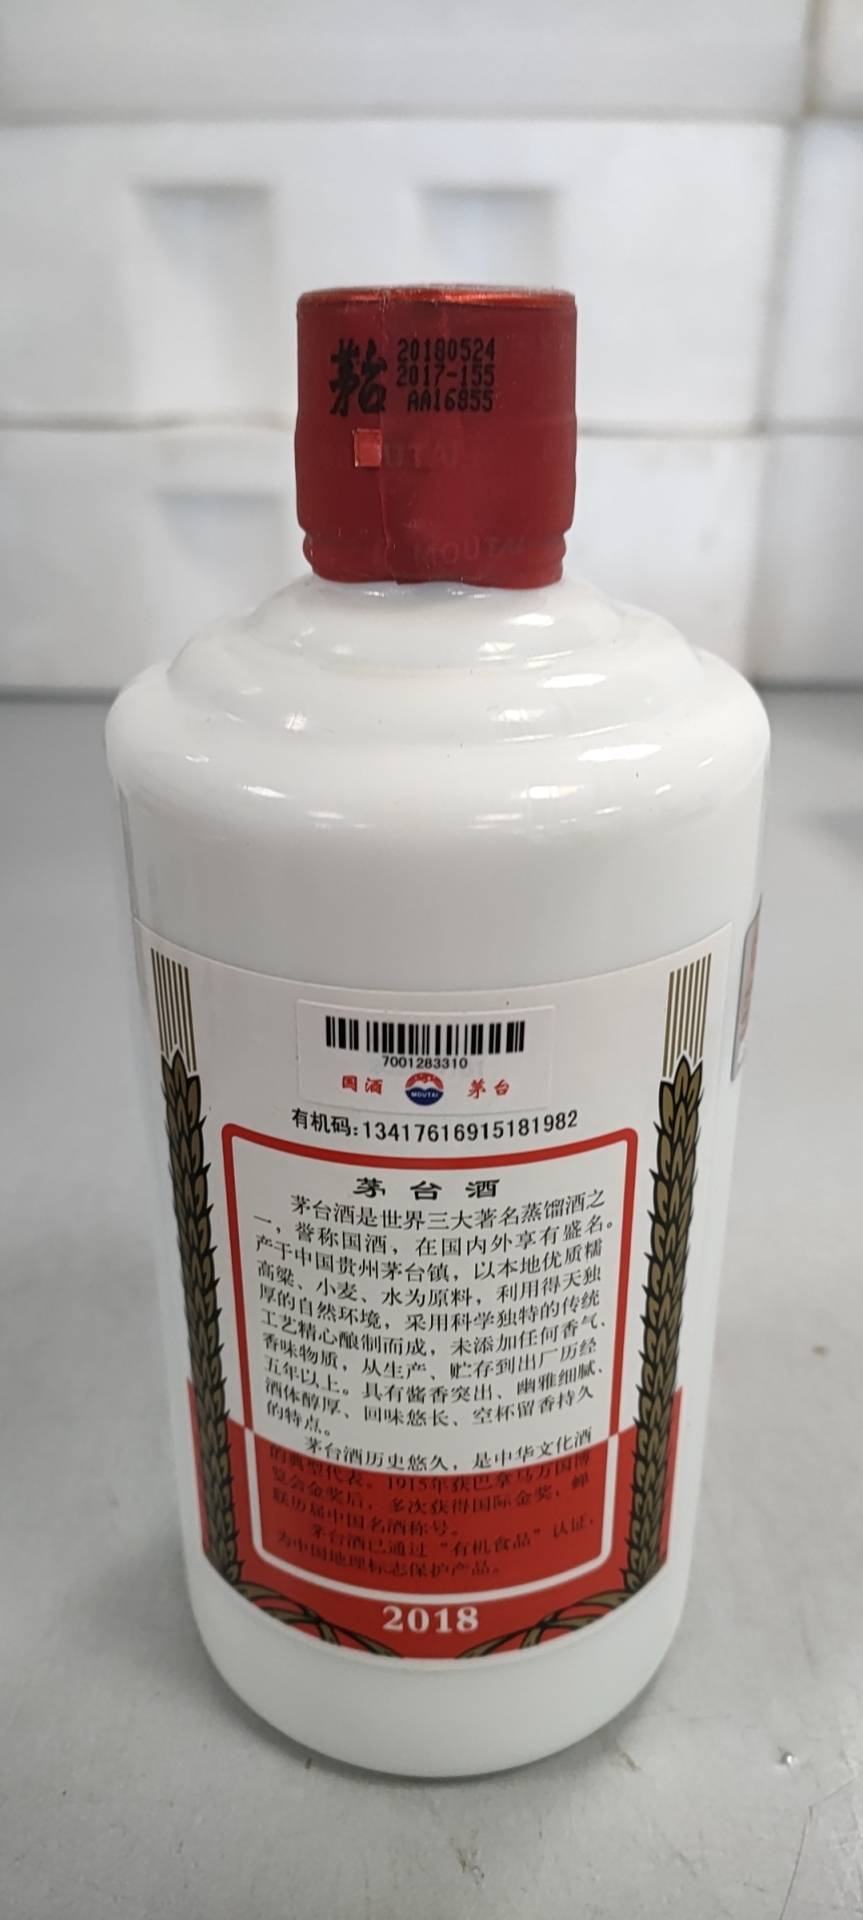 茅台
20180524
2017-155
AA16855
UTAI
MOUTAI
7001283310
国酒 MOUTAI 茅台
有机码:13417616915181982
茅台酒
茅台酒是世界三大著名蒸馏酒之
一，誉称国酒，在国内外享有盛名。
产于中国贵州茅台镇，以本地优质糯
高粱、小麦、水为原料，利用得天独
厚的自然环境，采用科学独特的传统
工艺精心酿制而成，未添加任何香气、
香味物质，从生产、贮存到出厂历经
五年以上。具有酱香突出、幽雅细腻、
酒体醇厚、回味悠长、空杯留香持久
的特点。
茅台酒历史悠久，是中华文化酒
的典型代表。1915年获巴拿马万国博
览会金奖后，多次获得国际金奖，蝉
联历届中国名酒称号。
茅台酒已通过“有机食品”认证，
为中国地理标志保护产品。
2018